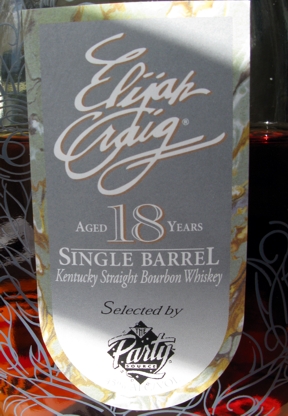 Elijah
Craig®
AGED 18 YEARS
SINGLE BARREL
Kentucky Straight Bourbon Whiskey
Selected by
THE
Party
SOURCE